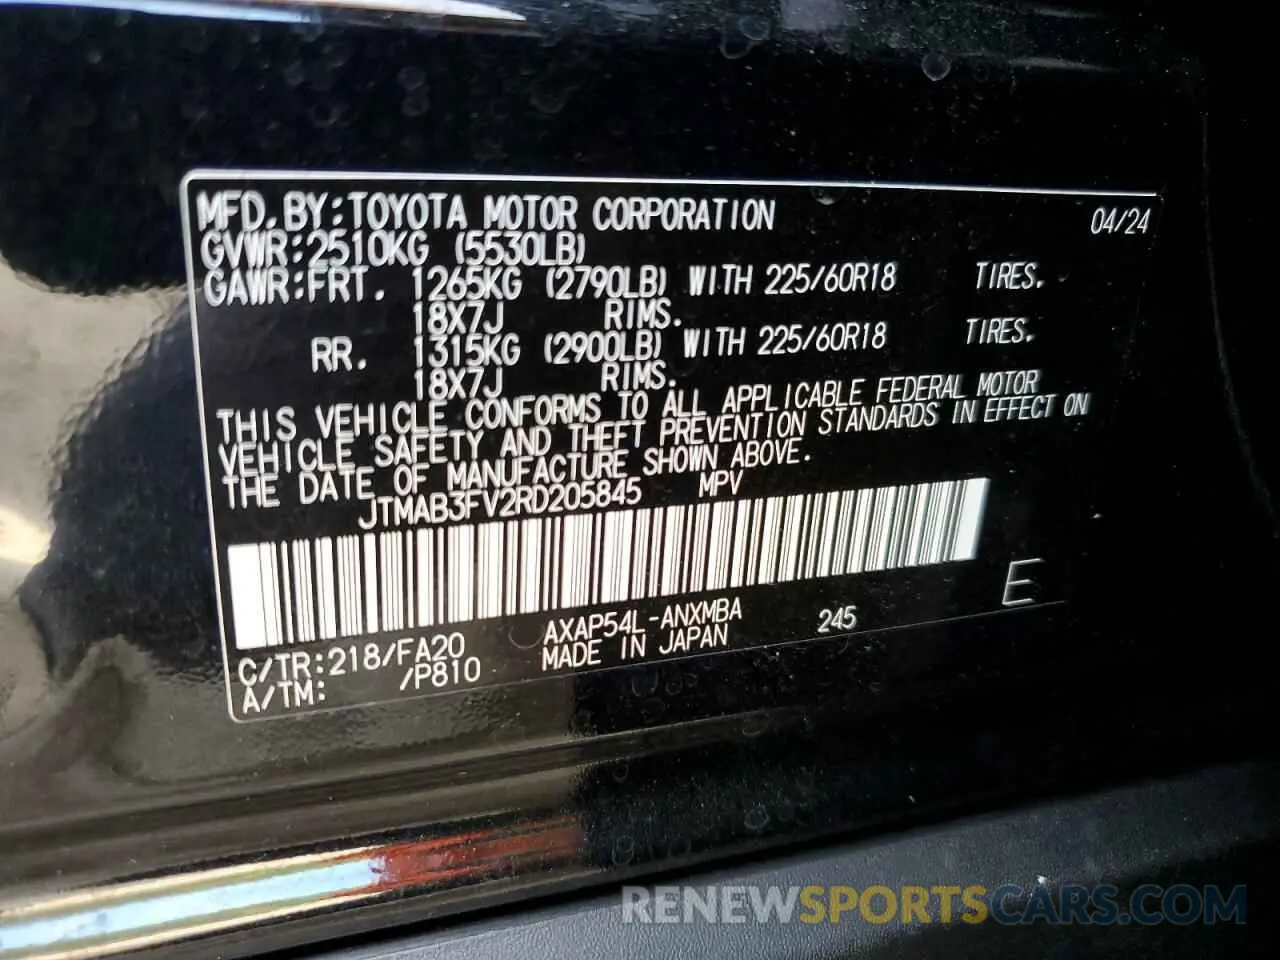 MFD. BY: TOYOTA MOTOR CORPORATION 04/24
GVWR: 2510KG (5530LB)
GAWR: FRT. 1265KG (2790LB) WITH 225/60R18 TIRES.
18X7J RIMS.
RR. 1315KG (2900LB) WITH 225/60R18 TIRES.
18X7J RIMS.
THIS VEHICLE CONFORMS TO ALL APPLICABLE FEDERAL MOTOR
VEHICLE SAFETY AND THEFT PREVENTION STANDARDS IN EFFECT ON
THE DATE OF MANUFACTURE SHOWN ABOVE.
JTMAB3FV2RD205845 MPV
E
C/TR: 218/FA20 AXAP54L-ANXMBA 245
A/TM: /P810 MADE IN JAPAN
RENEWSPORTSCARS.COM